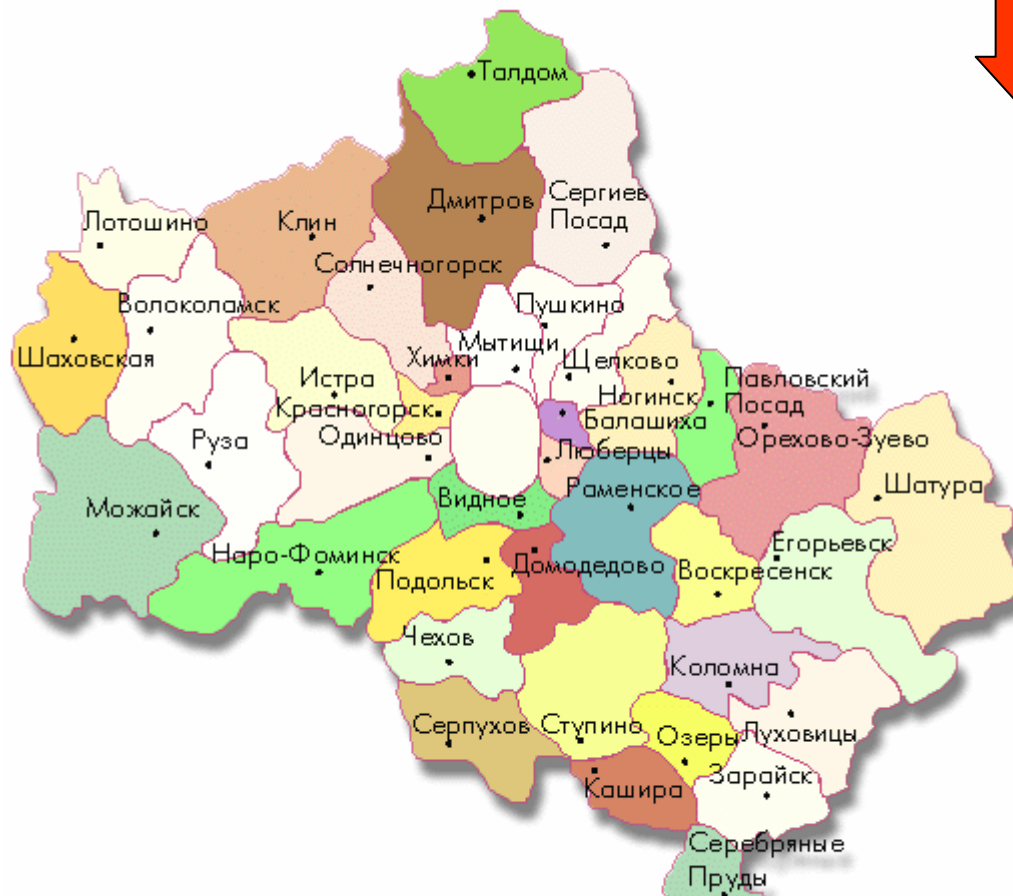 Талдом
Дмитров
Сергиев
Посад
Лотошино
Клин
Солнечногорск
Волоколамск
Пушкино
Мытищи
Шаховская
Химки
Щелково
Истра
Ногинск
Павловский
Посад
Красногорск
Балашиха
Руза
Одинцово
Люберцы
Орехово-Зуево
Шатура
Можайск
Видное
Раменское
Наро-Фоминск
Подольск
Домодедово
Воскресенск
Егорьевск
Чехов
Коломна
Серпухов
Ступино
Озеры
Луховицы
Кашира
Зарайск
Серебряные
Пруды